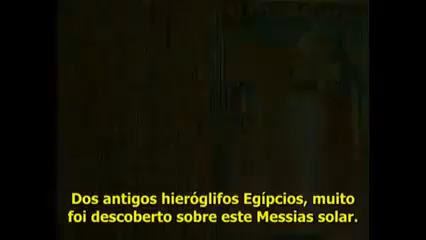 Dos antigos hieróglifos Egípcios, muito
foi descoberto sobre este Messias solar.